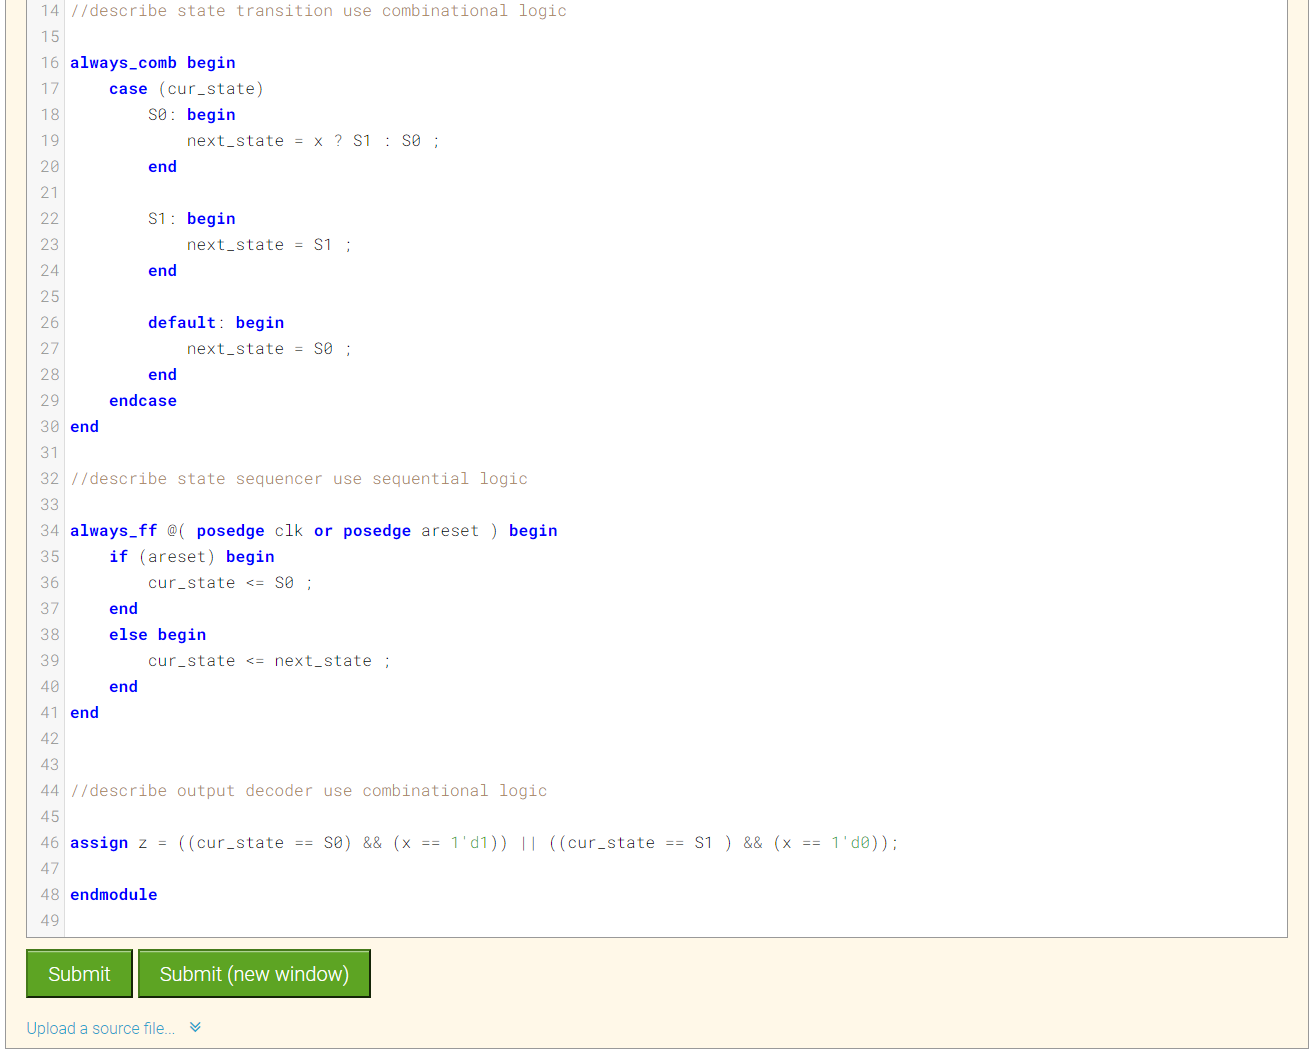 14 //describe state transition use combinational logic
15
16 always_comb begin
17 case (cur_state)
18 S0: begin
19 next_state = x ? S1 : S0 ;
20 end
21
22 S1: begin
23 next_state = S1 ;
24 end
25
26 default: begin
27 next_state = S0 ;
28 end
29 endcase
30 end
31
32 //describe state sequencer use sequential logic
33
34 always_ff @( posedge clk or posedge areset ) begin
35 if (areset) begin
36 cur_state <= S0 ;
37 end
38 else begin
39 cur_state <= next_state ;
40 end
41 end
42
43
44 //describe output decoder use combinational logic
45
46 assign z = ((cur_state == S0) && (x == 1'd1)) || ((cur_state == S1 ) && (x == 1'd0));
47
48 endmodule
49
Submit Submit (new window)
Upload a source file...